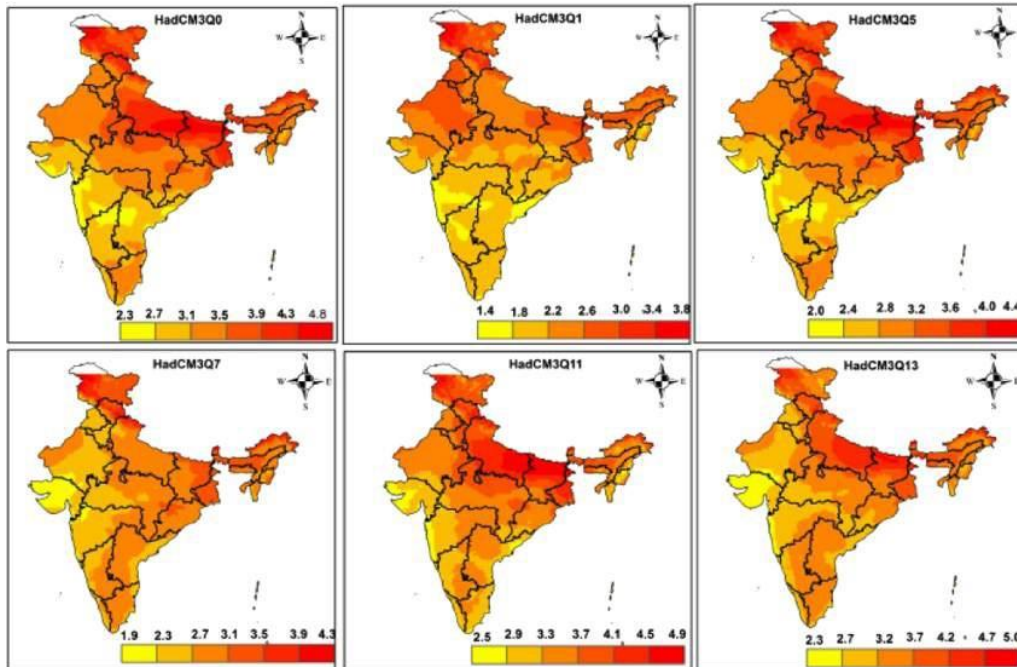 HadCM3Q0
N
W E
S
2.3 2.7 3.1 3.5 3.9 4.3 4.8
HadCM3Q1
N
W E
S
1.4 1.8 2.2 2.6 3.0 3.4 3.8
HadCM3Q5
N
W E
S
2.0 2.4 2.8 3.2 3.6 4.0 4.4
HadCM3Q7
N
W E
S
1.9 2.3 2.7 3.1 3.5 3.9 4.3
HadCM3Q11
N
W E
S
2.5 2.9 3.3 3.7 4.1 4.5 4.9
HadCM3Q13
N
W E
S
2.3 2.7 3.2 3.7 4.2 4.7 5.0